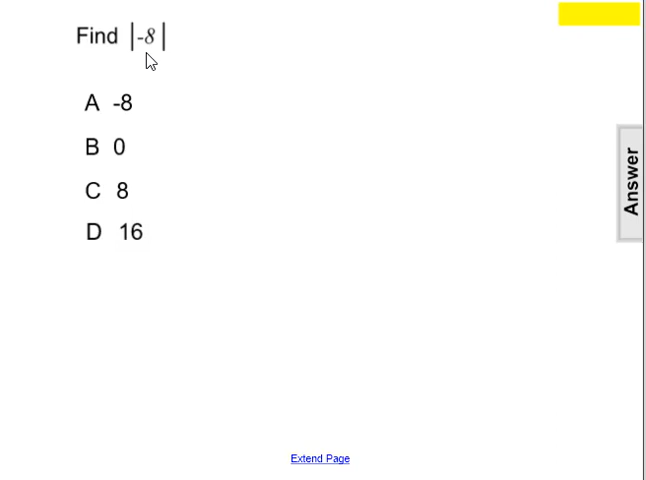 Find |-8|
A -8
B 0
C 8
D 16
Answer
Extend Page